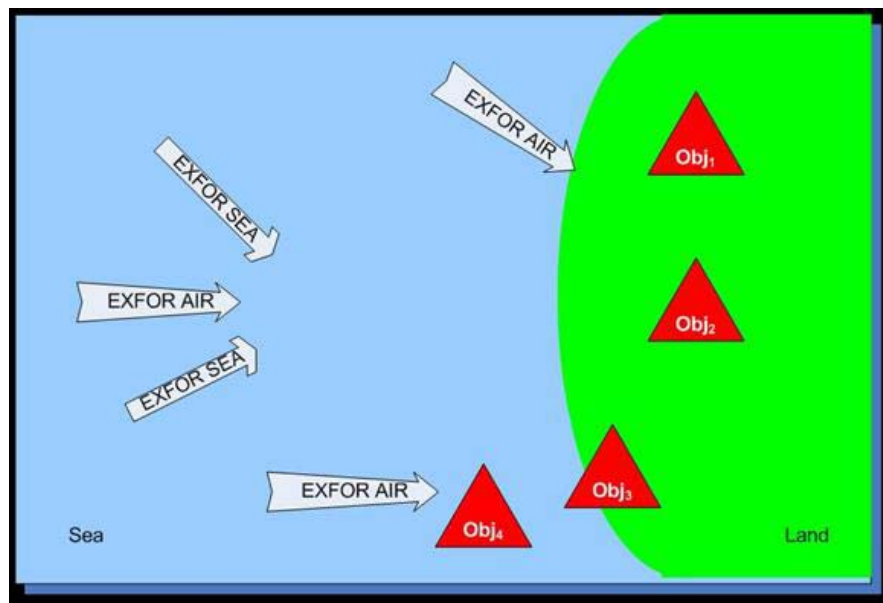 EXFOR AIR
Obj₁
EXFOR SEA
EXFOR AIR
Obj₂
EXFOR SEA
EXFOR AIR
Obj₃
Obj₄
Sea
Land